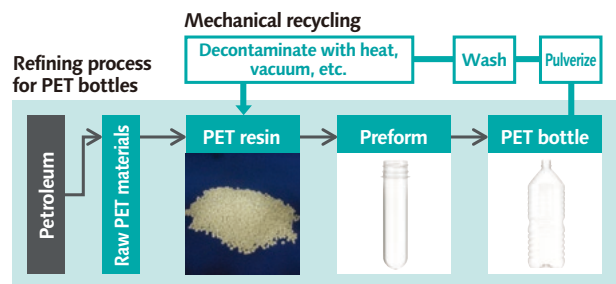 Mechanical recycling
Decontaminate with heat,
vacuum, etc.
Wash
Pulverize
Refining process
for PET bottles
Petroleum
Raw PET materials
PET resin
Preform
PET bottle